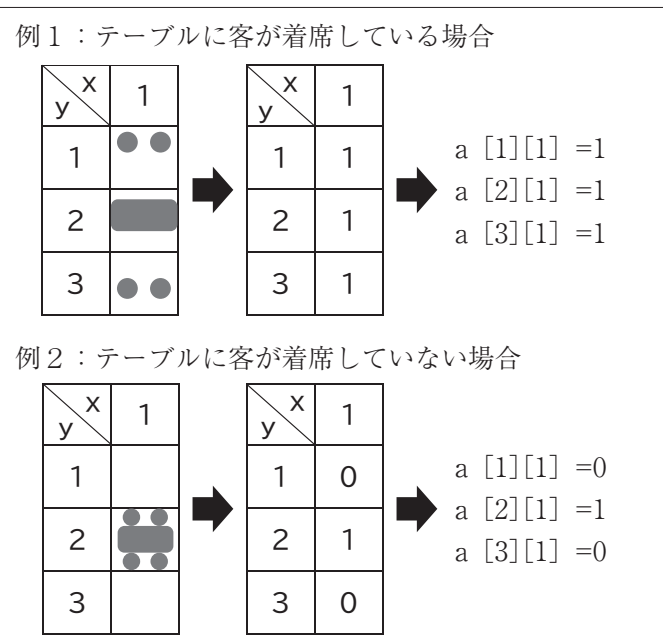 例１：テーブルに客が着席している場合
x 1
y
1
2
3
x 1
y
1 1
2 1
3 1
a [1][1] =1
a [2][1] =1
a [3][1] =1
例２：テーブルに客が着席していない場合
x 1
y
1
2
3
x 1
y
1 0
2 1
3 0
a [1][1] =0
a [2][1] =1
a [3][1] =0